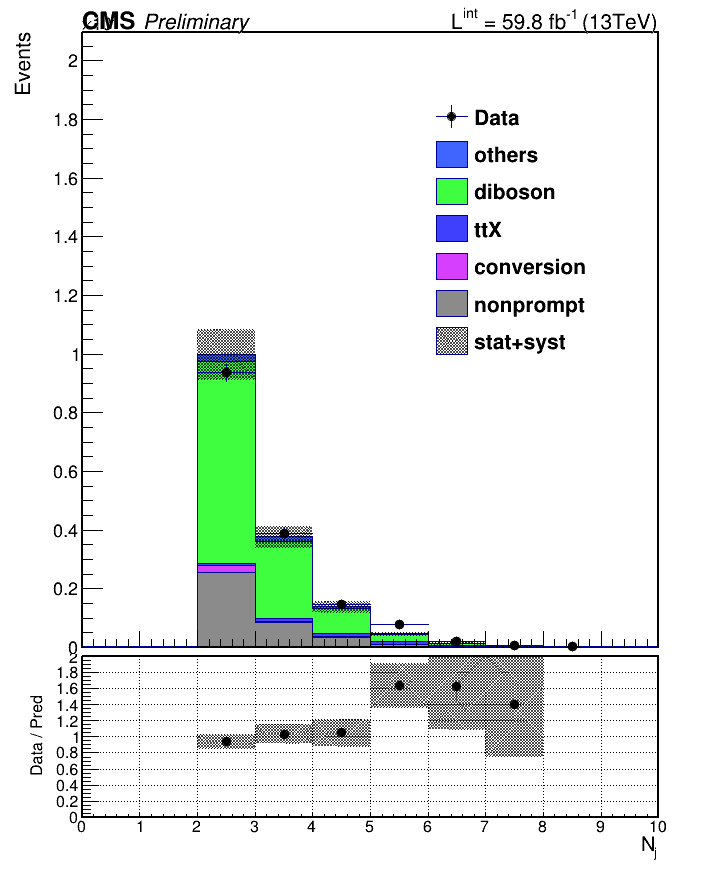 CMS Preliminary
L^int = 59.8 fb^-1 (13TeV)
Events
2
1.8
1.6
1.4
1.2
1
0.8
0.6
0.4
0.2
0
Data
others
diboson
ttX
conversion
nonprompt
stat+syst
Data / Pred
2
1.8
1.6
1.4
1.2
1
0.8
0.6
0.4
0.2
0
0 1 2 3 4 5 6 7 8 9 10
N_j